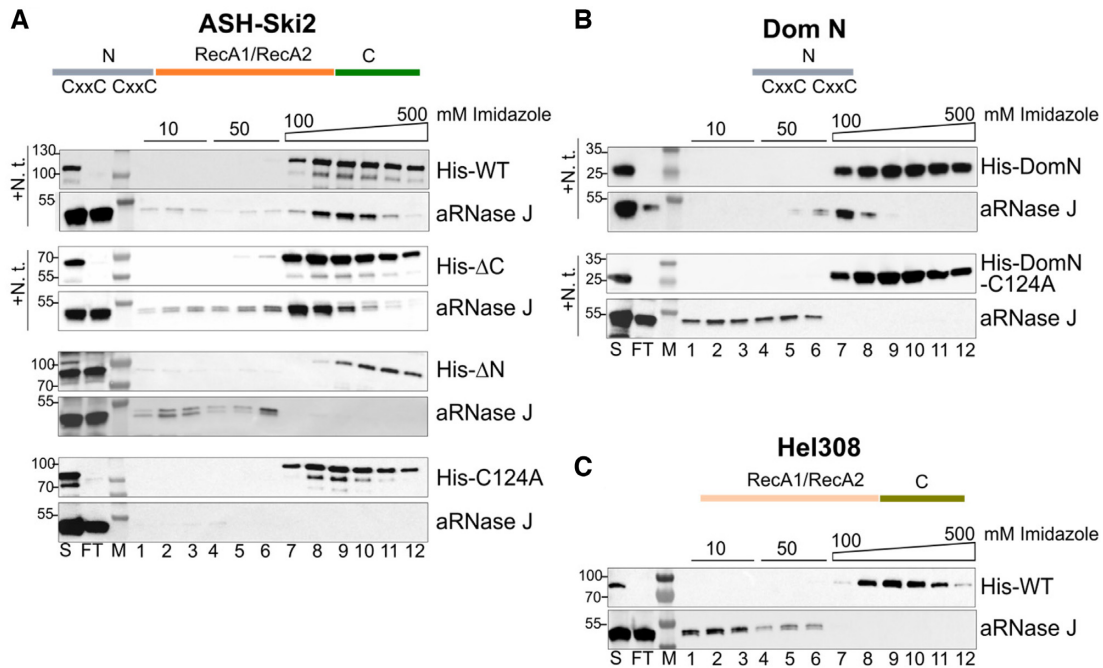 A
ASH-Ski2
N RecA1/RecA2 C
CxxC CxxC
10 50 100 500 mM Imidazole
+N. t.
130
100
His-WT
55
aRNase J
+N. t.
70
55
His-ΔC
55
aRNase J
100
70
His-ΔN
55
aRNase J
100
70
His-C124A
55
aRNase J
S FT M 1 2 3 4 5 6 7 8 9 10 11 12
B
Dom N
N
CxxC CxxC
10 50 100 500 mM Imidazole
+N. t.
35
25
His-DomN
55
aRNase J
+N. t.
35
25
His-DomN
-C124A
55
aRNase J
S FT M 1 2 3 4 5 6 7 8 9 10 11 12
C
Hel308
RecA1/RecA2 C
10 50 100 500 mM Imidazole
100
70
His-WT
55
aRNase J
S FT M 1 2 3 4 5 6 7 8 9 10 11 12